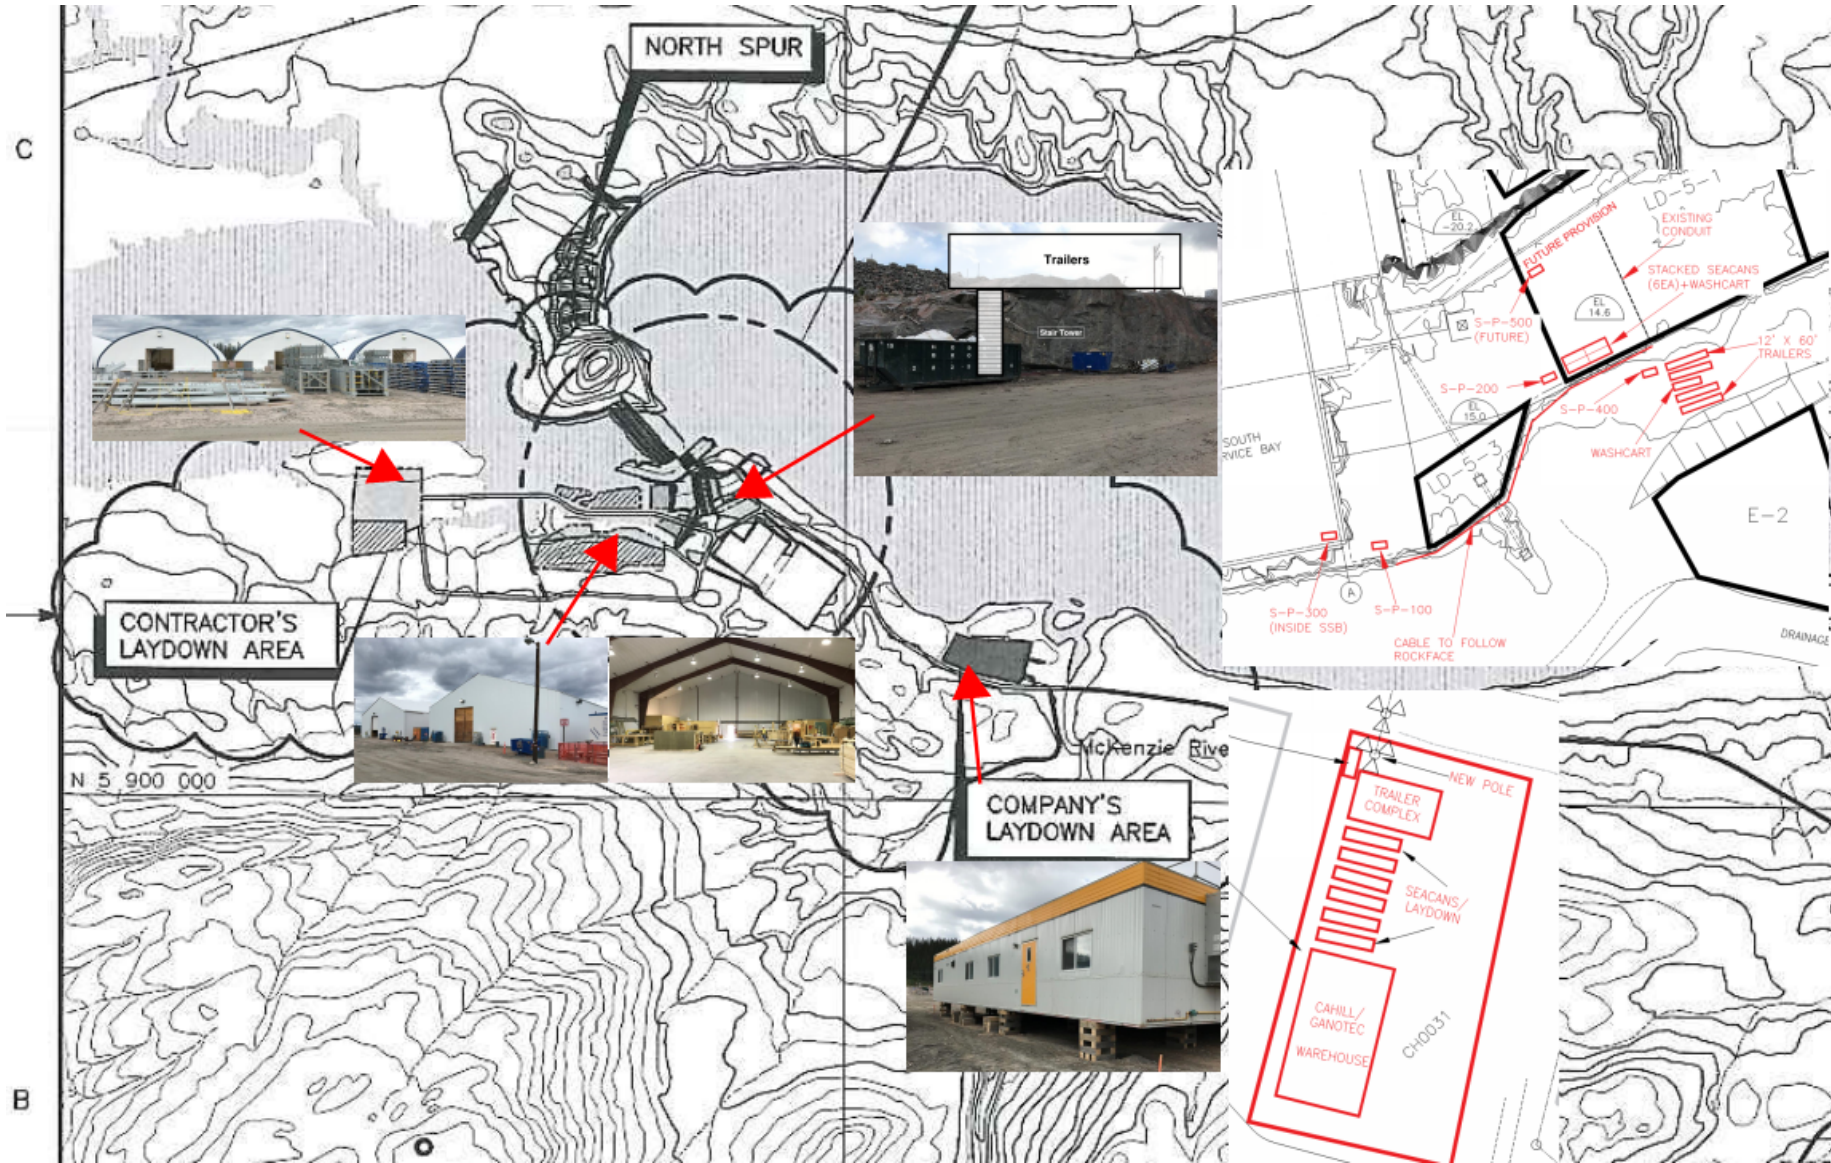 NORTH SPUR
C
Trailers
Stair Tower
LD-5-1
EL
-20.2
FUTURE PROVISION
EXISTING
CONDUIT
STACKED SEACANS
(6EA)+WASHCART
EL
14.6
S-P-500
(FUTURE)
12' X 60'
TRAILERS
S-P-200
EL
15.0
S-P-400
WASHCART
SOUTH
RVICE BAY
LD-5-3
E-2
A
S-P-300
(INSIDE SSB)
S-P-100
CABLE TO FOLLOW
ROCKFACE
DRAINAGE
CONTRACTOR'S
LAYDOWN AREA
N 5 900 000
McKenzie Rive
COMPANY'S
LAYDOWN AREA
NEW POLE
TRAILER
COMPLEX
SEACANS/
LAYDOWN
CAHILL/
GANOTEC
WAREHOUSE
CH0031
B